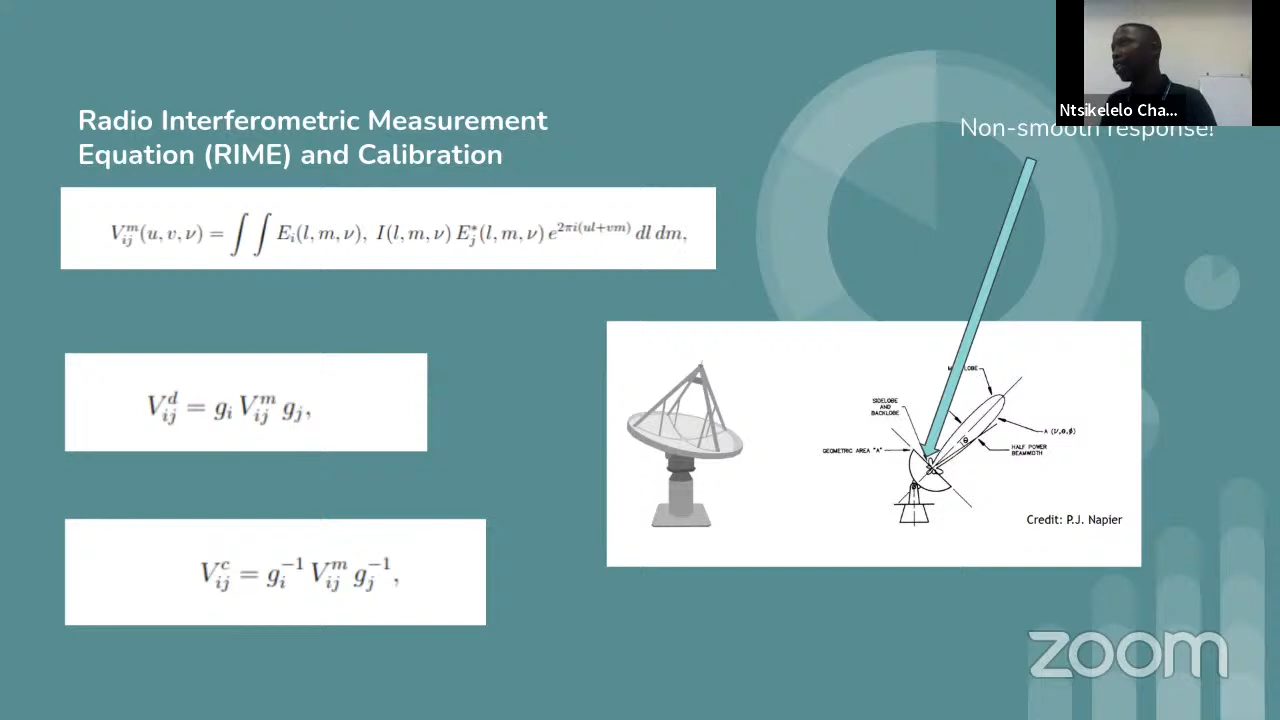 Ntsikelelo Cha...
Non-smooth response!
Radio Interferometric Measurement
Equation (RIME) and Calibration
V_{ij}^m(u, v, ν) = ∫∫ E_i(l, m, ν), I(l, m, ν) E_j^*(l, m, ν) e^{2πi(ul+vm)} dl dm,
V_{ij}^d = g_i V_{ij}^m g_j,
V_{ij}^c = g_i^{-1} V_{ij}^m g_j^{-1},
LOBE
SIDELOBE
AND
BACKLOBE
A (ν,θ,φ)
θ
HALF POWER
BEAMWIDTH
GEOMETRIC AREA "A"
Credit: P.J. Napier
zoom